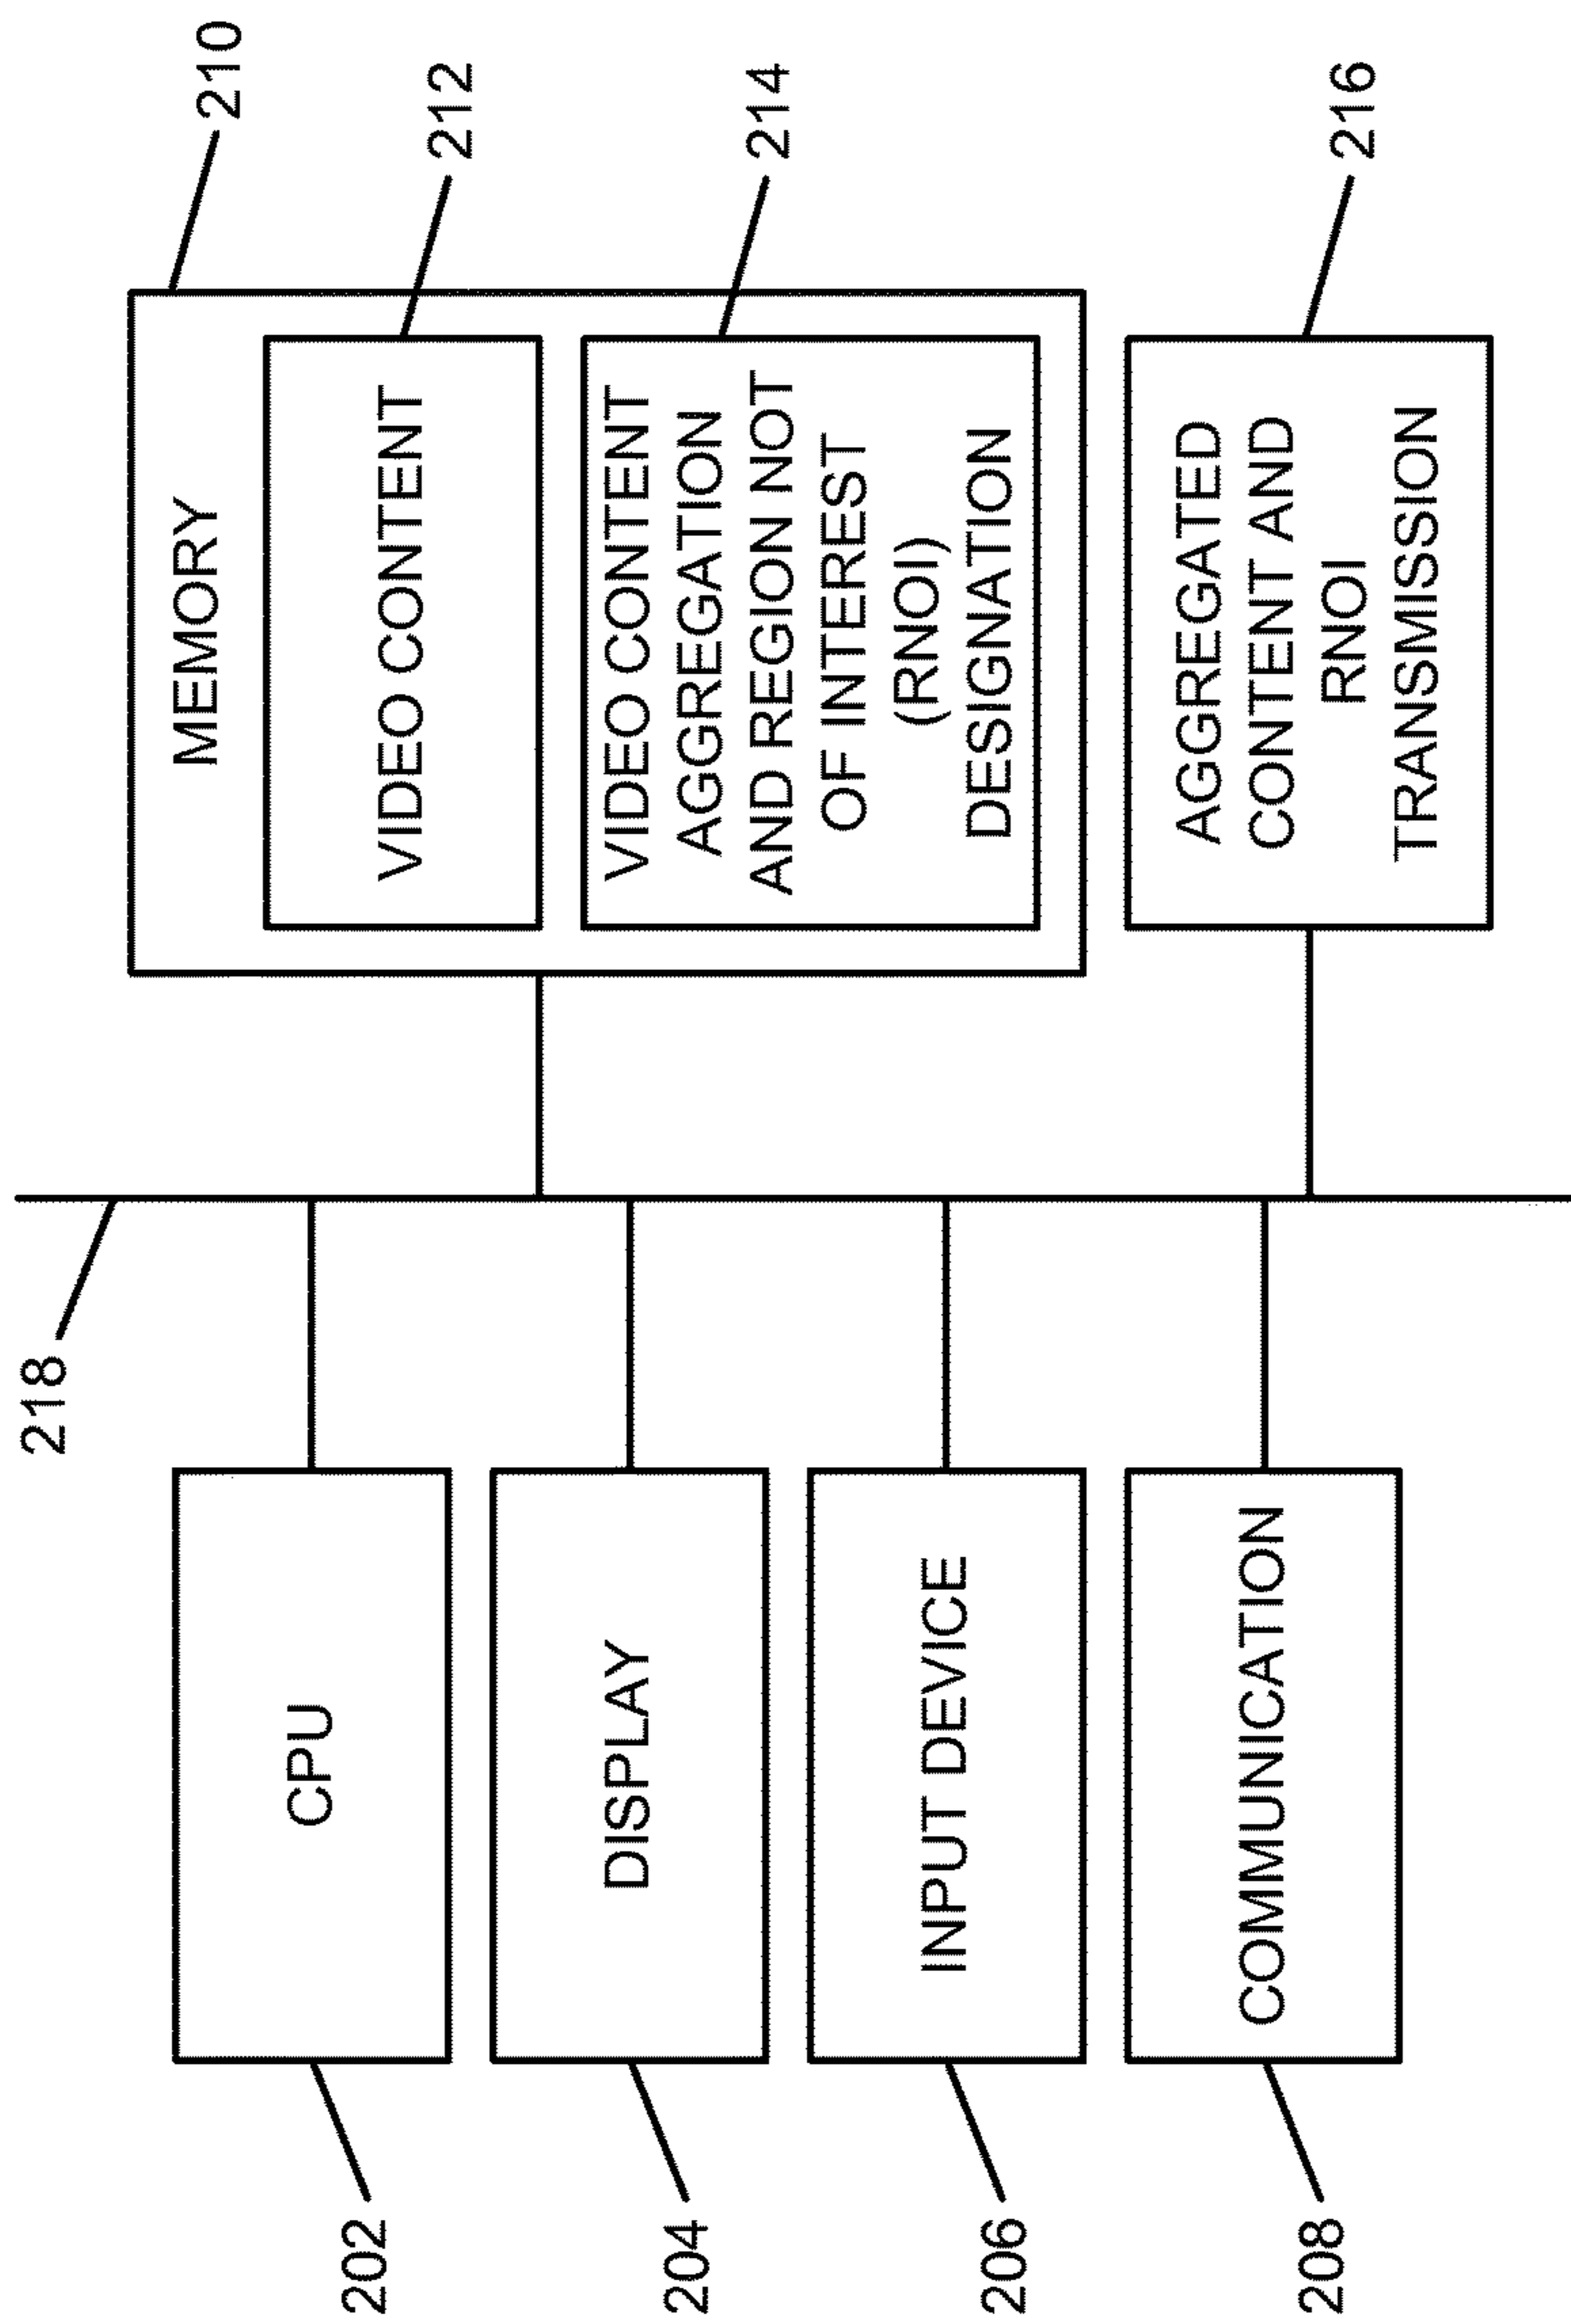 218
202
CPU
204
DISPLAY
206
INPUT DEVICE
208
COMMUNICATION
210
MEMORY
212
VIDEO CONTENT
214
VIDEO CONTENT
AGGREGATION
AND REGION NOT
OF INTEREST
(RNOI)
DESIGNATION
216
AGGREGATED
CONTENT AND
RNOI
TRANSMISSION